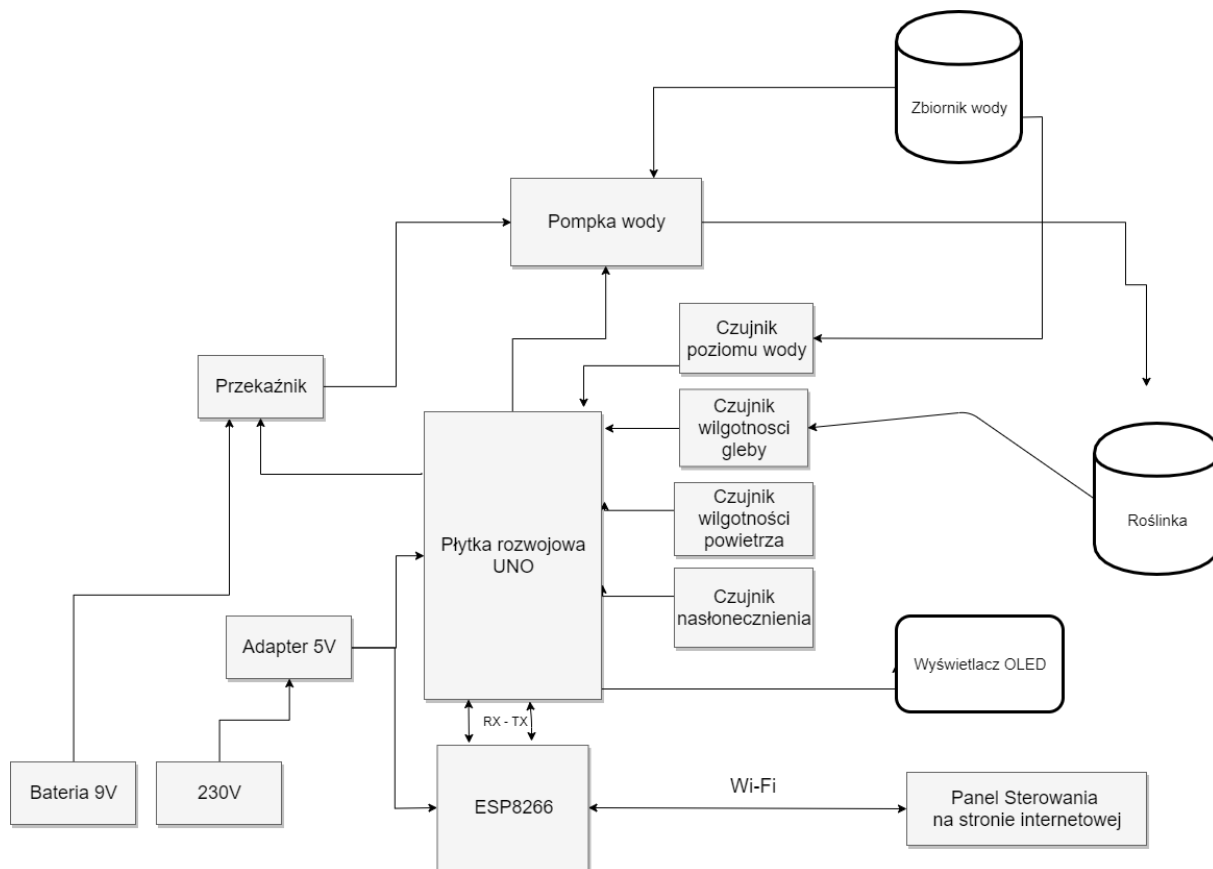 Zbiornik wody
Pompka wody
Czujnik
poziomu wody
Przekaźnik
Czujnik
wilgotnosci
gleby
Czujnik
wilgotności
powietrza
Roślinka
Płytka rozwojowa
UNO
Czujnik
nasłonecznienia
Adapter 5V
Wyświetlacz OLED
RX - TX
Bateria 9V
230V
ESP8266
Wi-Fi
Panel Sterowania
na stronie internetowej